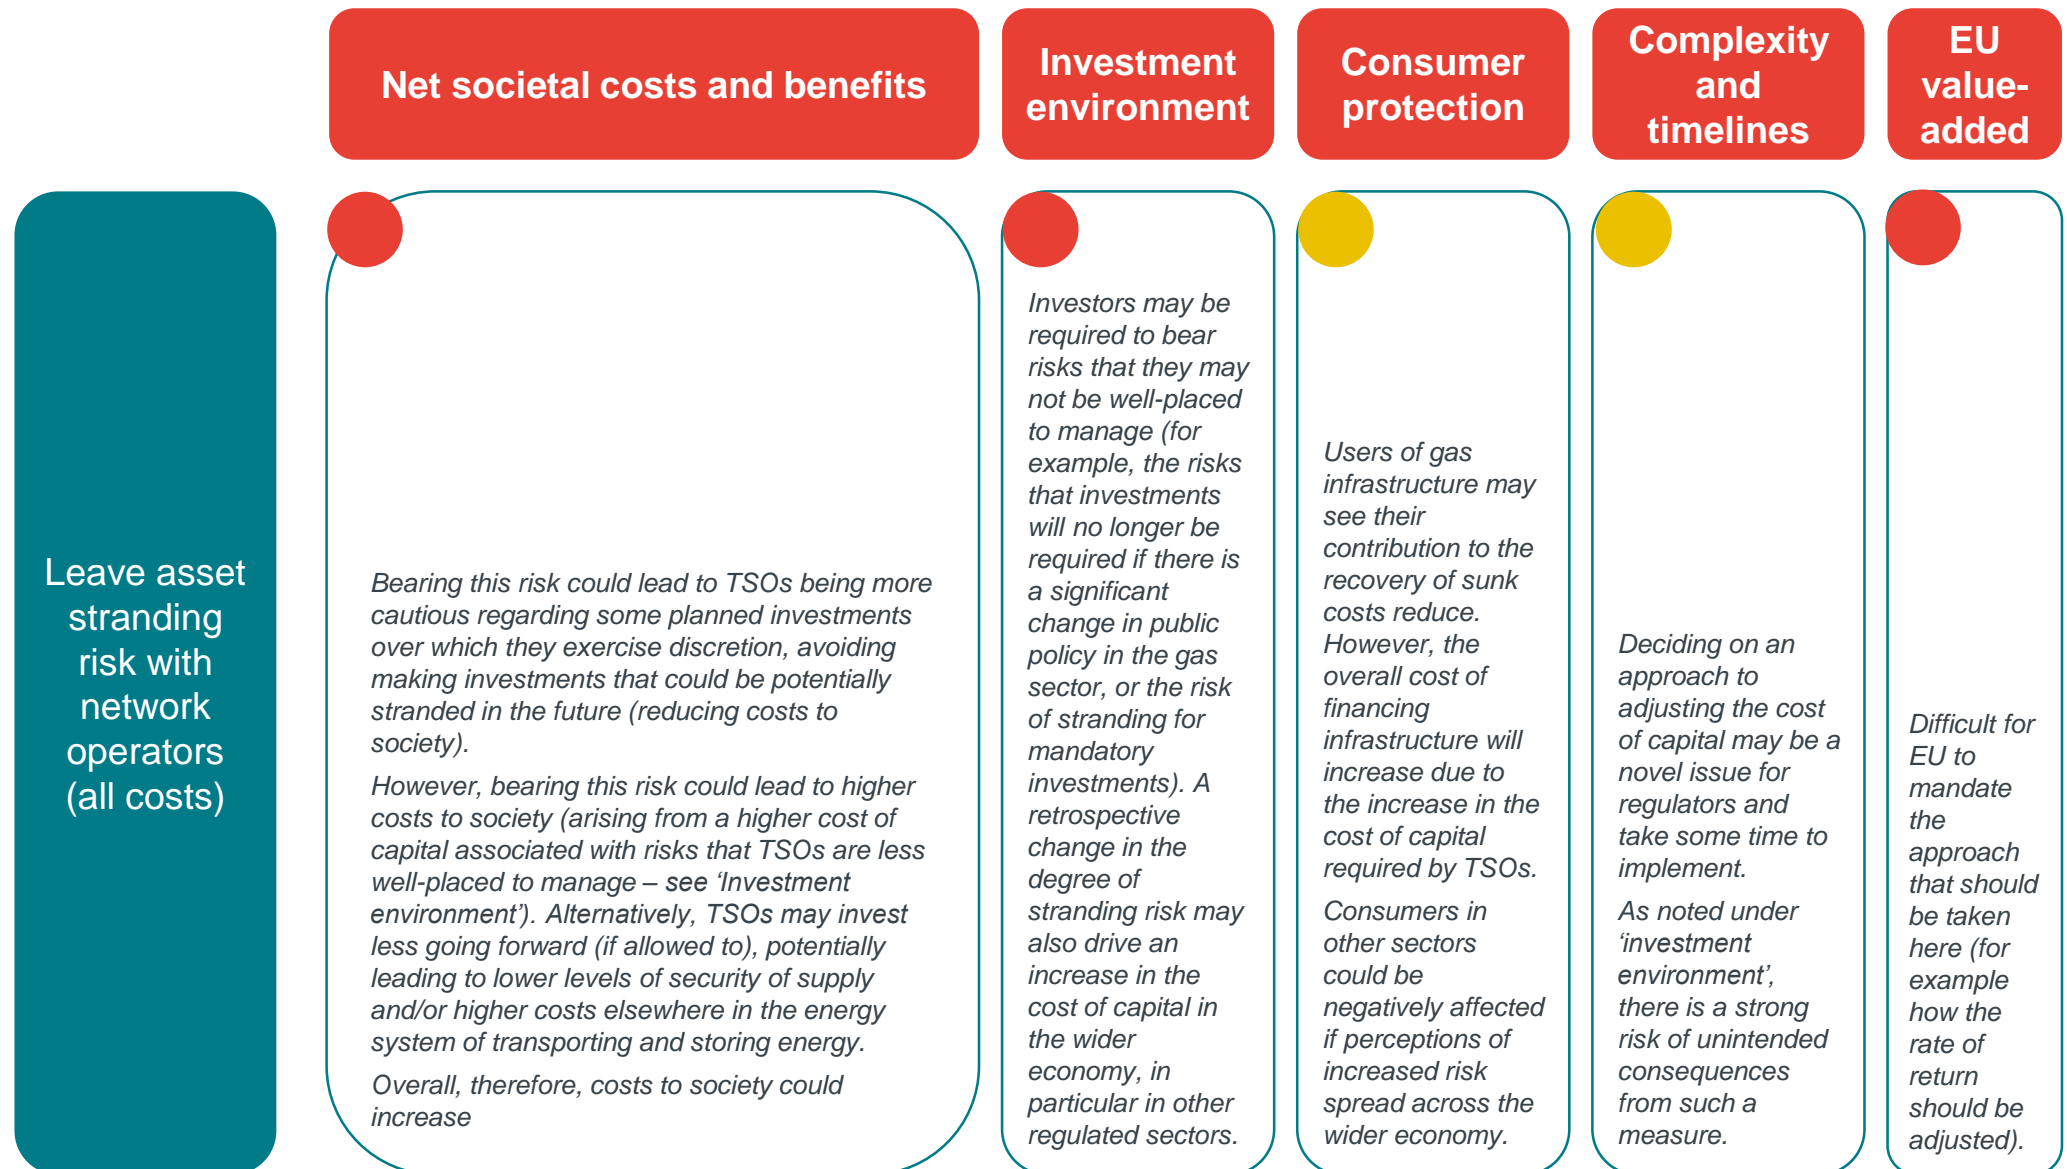 Net societal costs and benefits
Investment
environment
Consumer
protection
Complexity
and
timelines
EU
value-
added
Leave asset
stranding
risk with
network
operators
(all costs)
Bearing this risk could lead to TSOs being more
cautious regarding some planned investments
over which they exercise discretion, avoiding
making investments that could be potentially
stranded in the future (reducing costs to
society).
However, bearing this risk could lead to higher
costs to society (arising from a higher cost of
capital associated with risks that TSOs are less
well-placed to manage – see ‘Investment
environment’). Alternatively, TSOs may invest
less going forward (if allowed to), potentially
leading to lower levels of security of supply
and/or higher costs elsewhere in the energy
system of transporting and storing energy.
Overall, therefore, costs to society could
increase
Investors may be
required to bear
risks that they may
not be well-placed
to manage (for
example, the risks
that investments
will no longer be
required if there is
a significant
change in public
policy in the gas
sector, or the risk
of stranding for
mandatory
investments). A
retrospective
change in the
degree of
stranding risk may
also drive an
increase in the
cost of capital in
the wider
economy, in
particular in other
regulated sectors.
Users of gas
infrastructure may
see their
contribution to the
recovery of sunk
costs reduce.
However, the
overall cost of
financing
infrastructure will
increase due to
the increase in the
cost of capital
required by TSOs.
Consumers in
other sectors
could be
negatively affected
if perceptions of
increased risk
spread across the
wider economy.
Deciding on an
approach to
adjusting the cost
of capital may be a
novel issue for
regulators and
take some time to
implement.
As noted under
‘investment
environment’,
there is a strong
risk of unintended
consequences
from such a
measure.
Difficult for
EU to
mandate
the
approach
that should
be taken
here (for
example
how the
rate of
return
should be
adjusted).